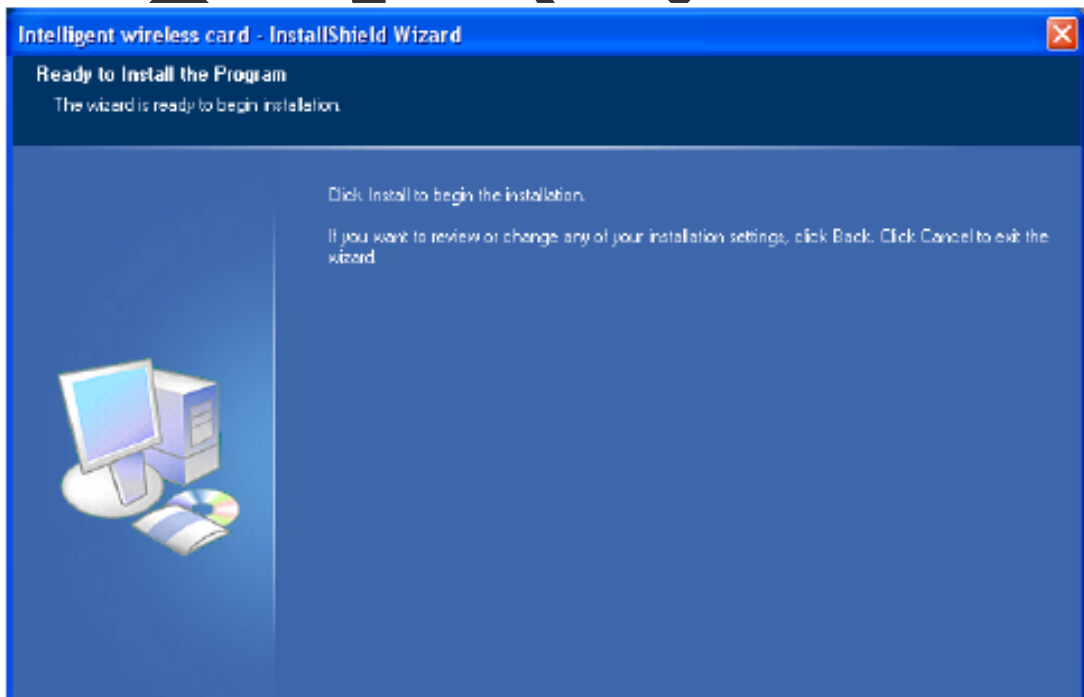 Intelligent wireless card - InstallShield Wizard
Ready to Install the Program
The wizard is ready to begin installation.
Click Install to begin the installation.
If you want to review or change any of your installation settings, click Back. Click Cancel to exit the
wizard.